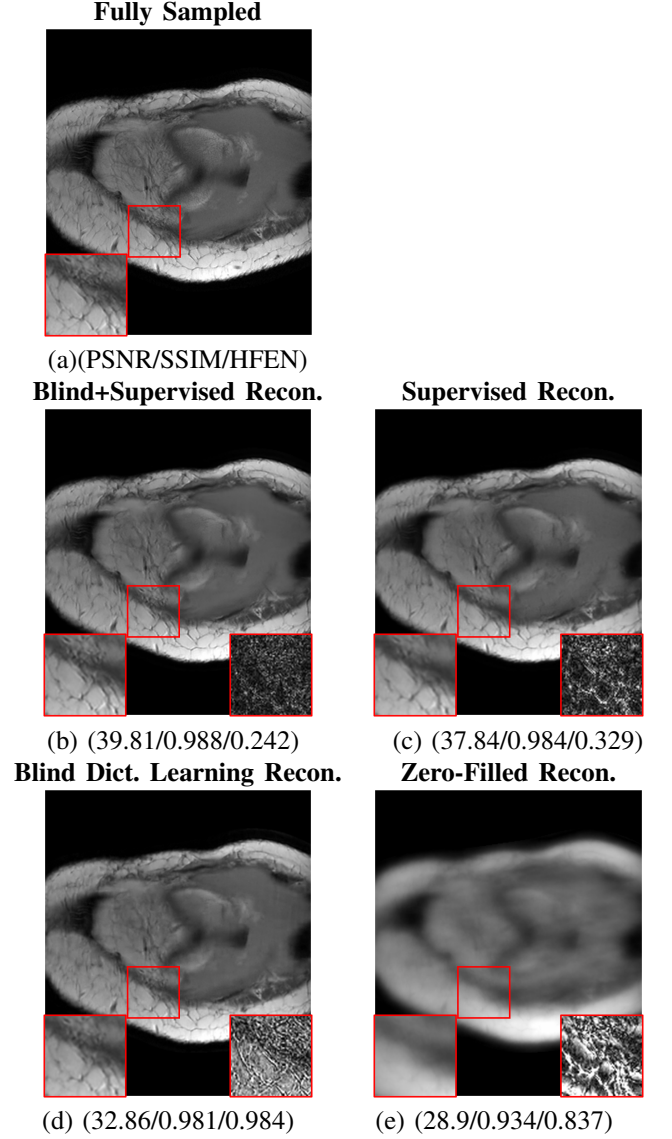 Fully Sampled
(a)(PSNR/SSIM/HFEN)
Blind+Supervised Recon.
Supervised Recon.
(b) (39.81/0.988/0.242)
(c) (37.84/0.984/0.329)
Blind Dict. Learning Recon.
Zero-Filled Recon.
(d) (32.86/0.981/0.984)
(e) (28.9/0.934/0.837)